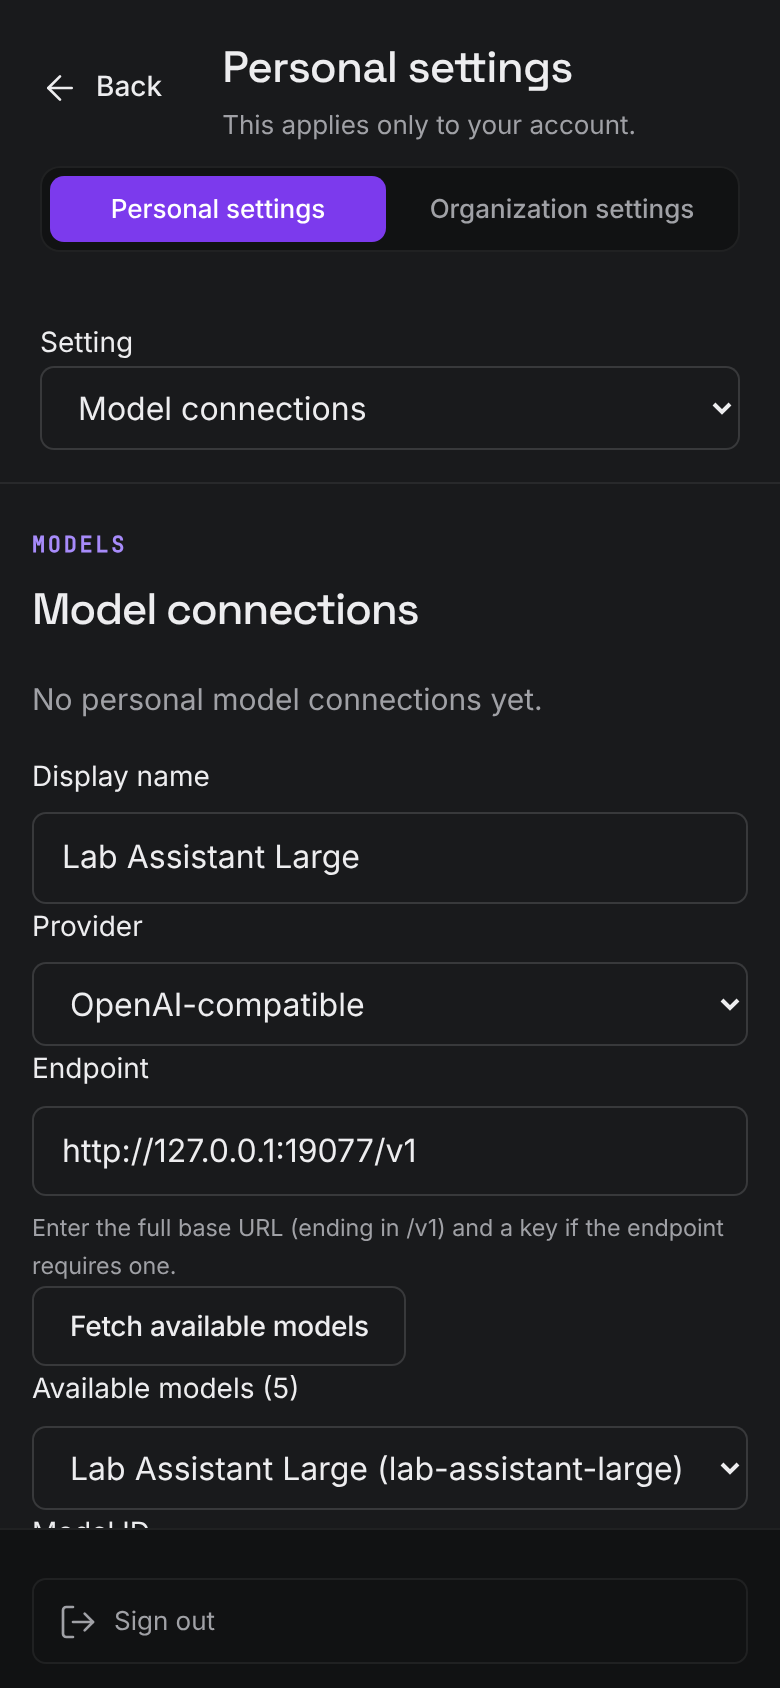 Back
Personal settings
This applies only to your account.
Personal settings
Organization settings
Setting
Model connections
MODELS
Model connections
No personal model connections yet.
Display name
Lab Assistant Large
Provider
OpenAI-compatible
Endpoint
http://127.0.0.1:19077/v1
Enter the full base URL (ending in /v1) and a key if the endpoint
requires one.
Fetch available models
Available models (5)
Lab Assistant Large (lab-assistant-large)
Model ID
Sign out